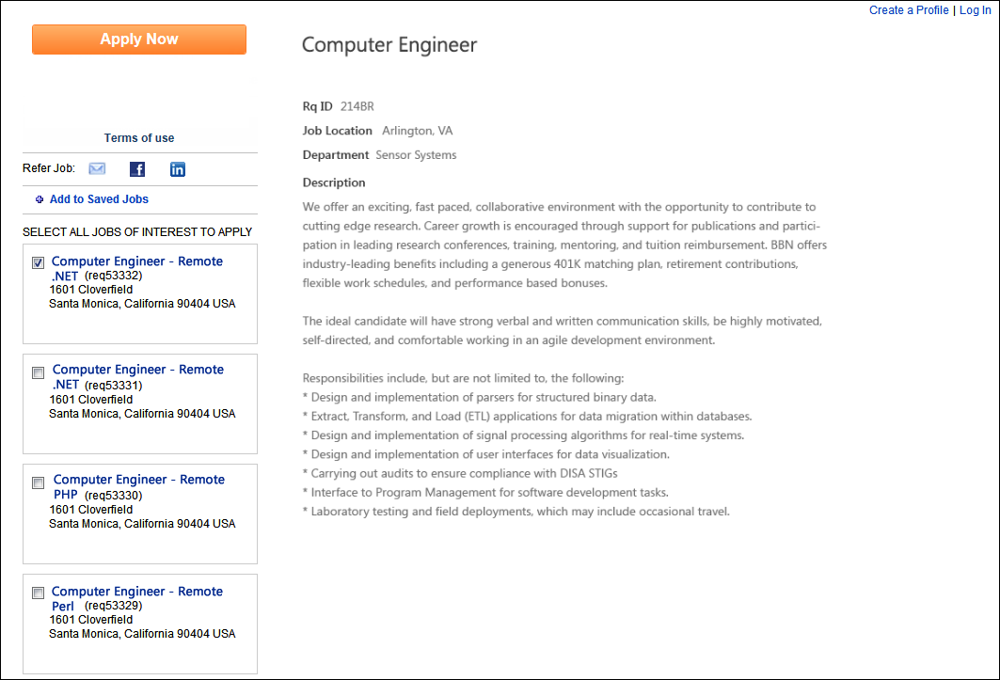 Create a Profile | Log In
Apply Now
Terms of use
Refer Job:
f
in
Add to Saved Jobs
SELECT ALL JOBS OF INTEREST TO APPLY
Computer Engineer - Remote
.NET (req53332)
1601 Cloverfield
Santa Monica, California 90404 USA
Computer Engineer - Remote
.NET (req53331)
1601 Cloverfield
Santa Monica, California 90404 USA
Computer Engineer - Remote
PHP (req53330)
1601 Cloverfield
Santa Monica, California 90404 USA
Computer Engineer - Remote
Perl (req53329)
1601 Cloverfield
Santa Monica, California 90404 USA
Computer Engineer
Rq ID 214BR
Job Location Arlington, VA
Department Sensor Systems
Description
We offer an exciting, fast paced, collaborative environment with the opportunity to contribute to
cutting edge research. Career growth is encouraged through support for publications and partici-
pation in leading research conferences, training, mentoring, and tuition reimbursement. BBN offers
industry-leading benefits including a generous 401K matching plan, retirement contributions,
flexible work schedules, and performance based bonuses.
The ideal candidate will have strong verbal and written communication skills, be highly motivated,
self-directed, and comfortable working in an agile development environment.
Responsibilities include, but are not limited to, the following:
* Design and implementation of parsers for structured binary data.
* Extract, Transform, and Load (ETL) applications for data migration within databases.
* Design and implementation of signal processing algorithms for real-time systems.
* Design and implementation of user interfaces for data visualization.
* Carrying out audits to ensure compliance with DISA STIGs
* Interface to Program Management for software development tasks.
* Laboratory testing and field deployments, which may include occasional travel.